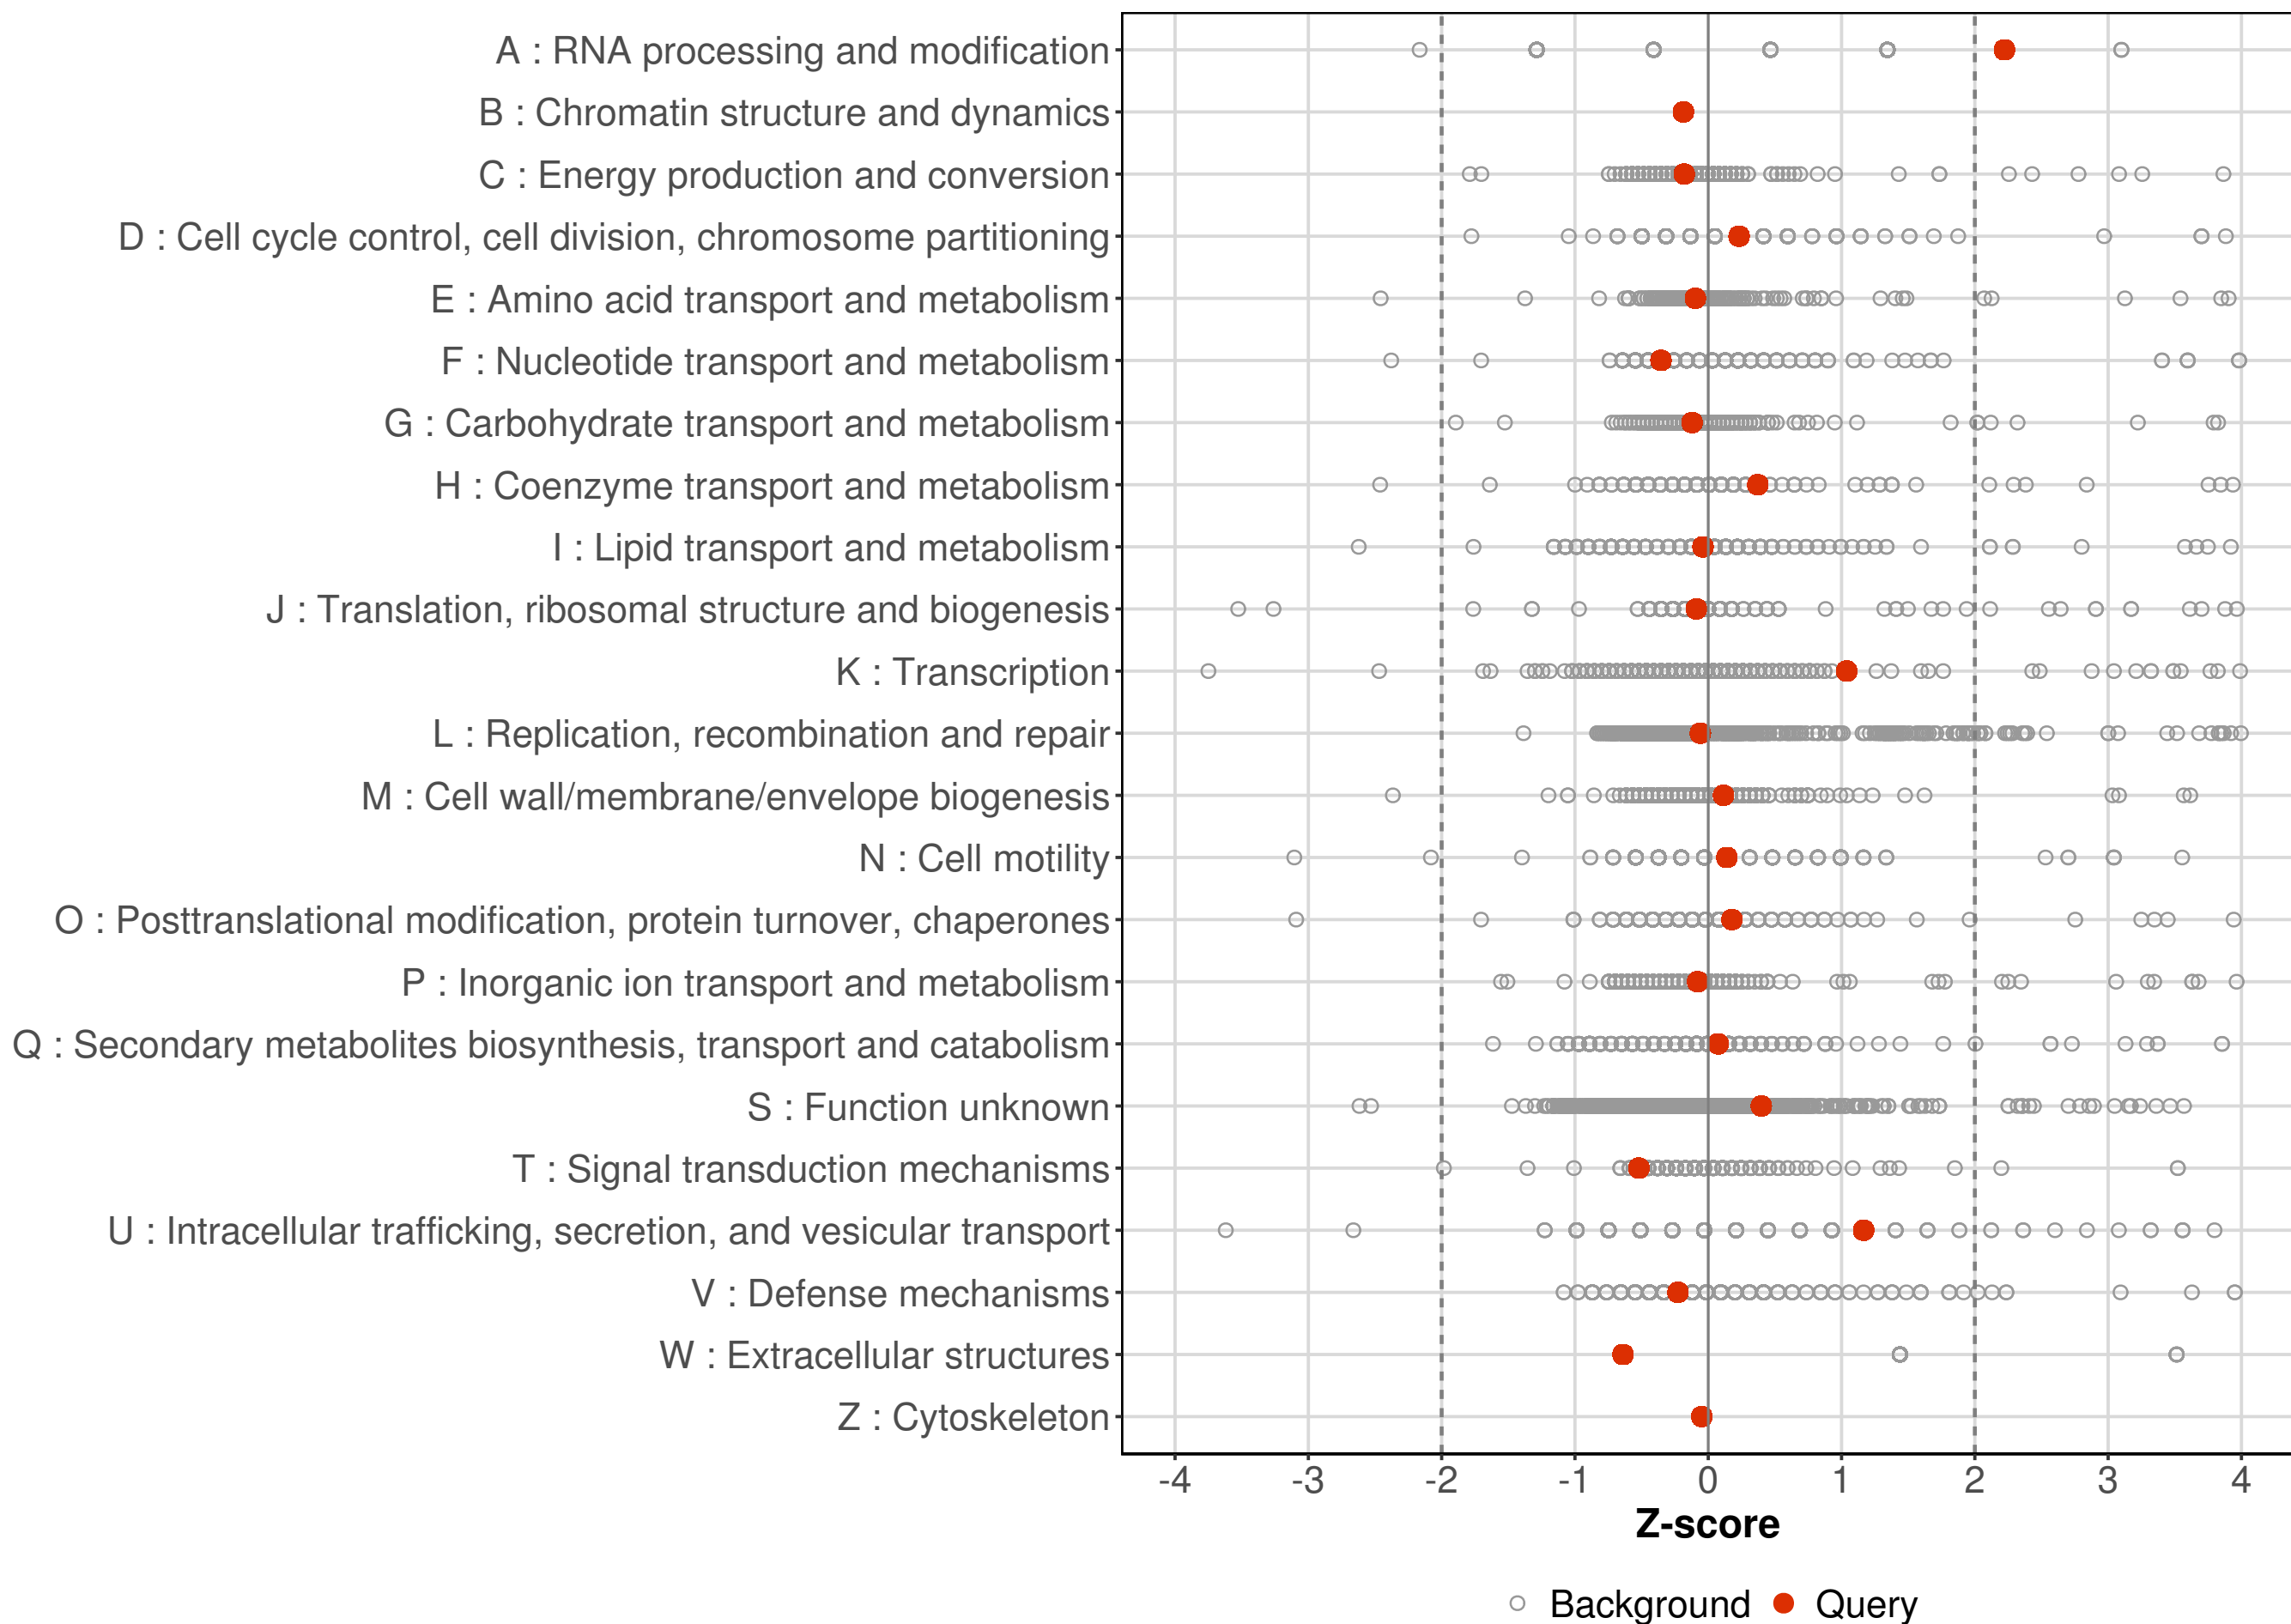 A : RNA processing and modification
B : Chromatin structure and dynamics
C : Energy production and conversion
D : Cell cycle control, cell division, chromosome partitioning
E : Amino acid transport and metabolism
F : Nucleotide transport and metabolism
G : Carbohydrate transport and metabolism
H : Coenzyme transport and metabolism
I : Lipid transport and metabolism
J : Translation, ribosomal structure and biogenesis
K : Transcription
L : Replication, recombination and repair
M : Cell wall/membrane/envelope biogenesis
N : Cell motility
O : Posttranslational modification, protein turnover, chaperones
P : Inorganic ion transport and metabolism
Q : Secondary metabolites biosynthesis, transport and catabolism
S : Function unknown
T : Signal transduction mechanisms
U : Intracellular trafficking, secretion, and vesicular transport
V : Defense mechanisms
W : Extracellular structures
Z : Cytoskeleton
-4 -3 -2 -1 0 1 2 3 4
Z-score
Background Query